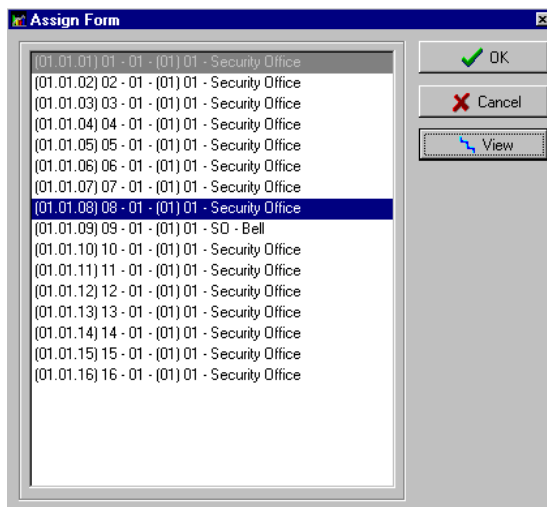 Assign Form
(01.01.01) 01 - 01 - (01) 01 - Security Office
(01.01.02) 02 - 01 - (01) 01 - Security Office
(01.01.03) 03 - 01 - (01) 01 - Security Office
(01.01.04) 04 - 01 - (01) 01 - Security Office
(01.01.05) 05 - 01 - (01) 01 - Security Office
(01.01.06) 06 - 01 - (01) 01 - Security Office
(01.01.07) 07 - 01 - (01) 01 - Security Office
(01.01.08) 08 - 01 - (01) 01 - Security Office
(01.01.09) 09 - 01 - (01) 01 - SO - Bell
(01.01.10) 10 - 01 - (01) 01 - Security Office
(01.01.11) 11 - 01 - (01) 01 - Security Office
(01.01.12) 12 - 01 - (01) 01 - Security Office
(01.01.13) 13 - 01 - (01) 01 - Security Office
(01.01.14) 14 - 01 - (01) 01 - Security Office
(01.01.15) 15 - 01 - (01) 01 - Security Office
(01.01.16) 16 - 01 - (01) 01 - Security Office
OK
Cancel
View